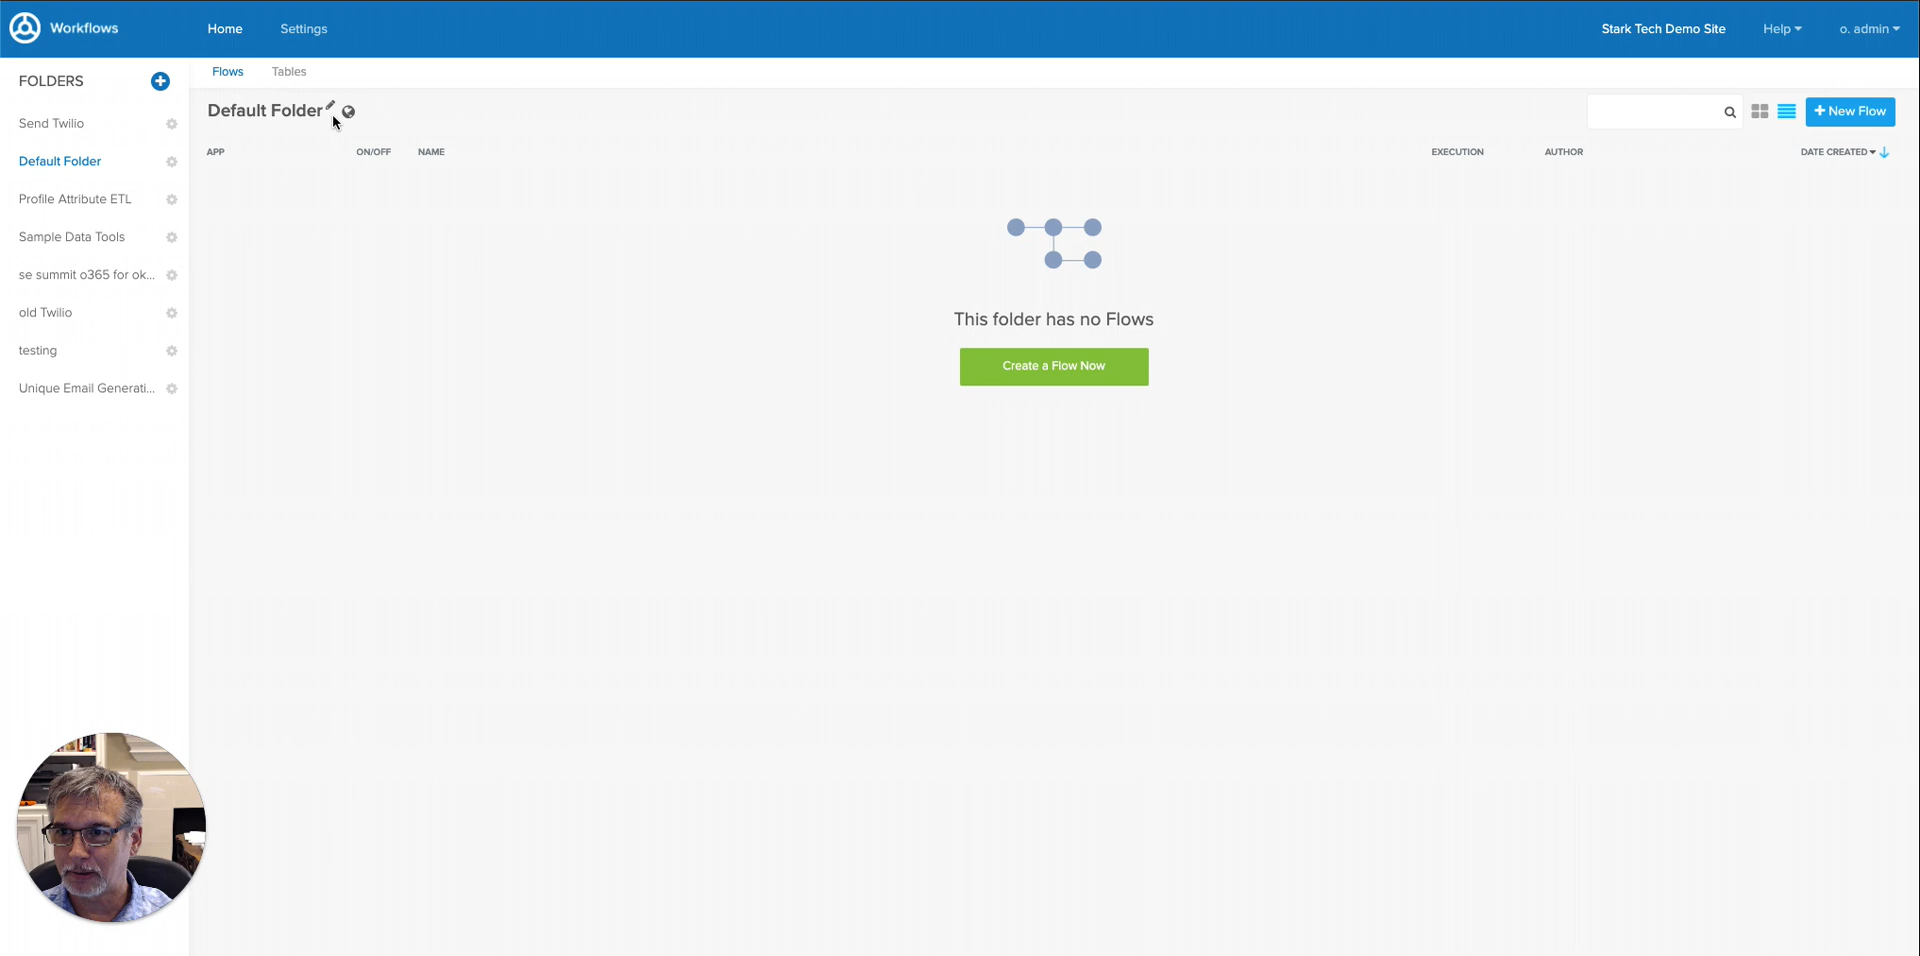 Workflows
Home
Settings
Stark Tech Demo Site
Help
o. admin
FOLDERS
Flows
Tables
Default Folder
New Flow
Send Twilio
Default Folder
Profile Attribute ETL
Sample Data Tools
se summit o365 for ok...
old Twilio
testing
Unique Email Generati...
APP
ON/OFF
NAME
EXECUTION
AUTHOR
DATE CREATED
This folder has no Flows
Create a Flow Now